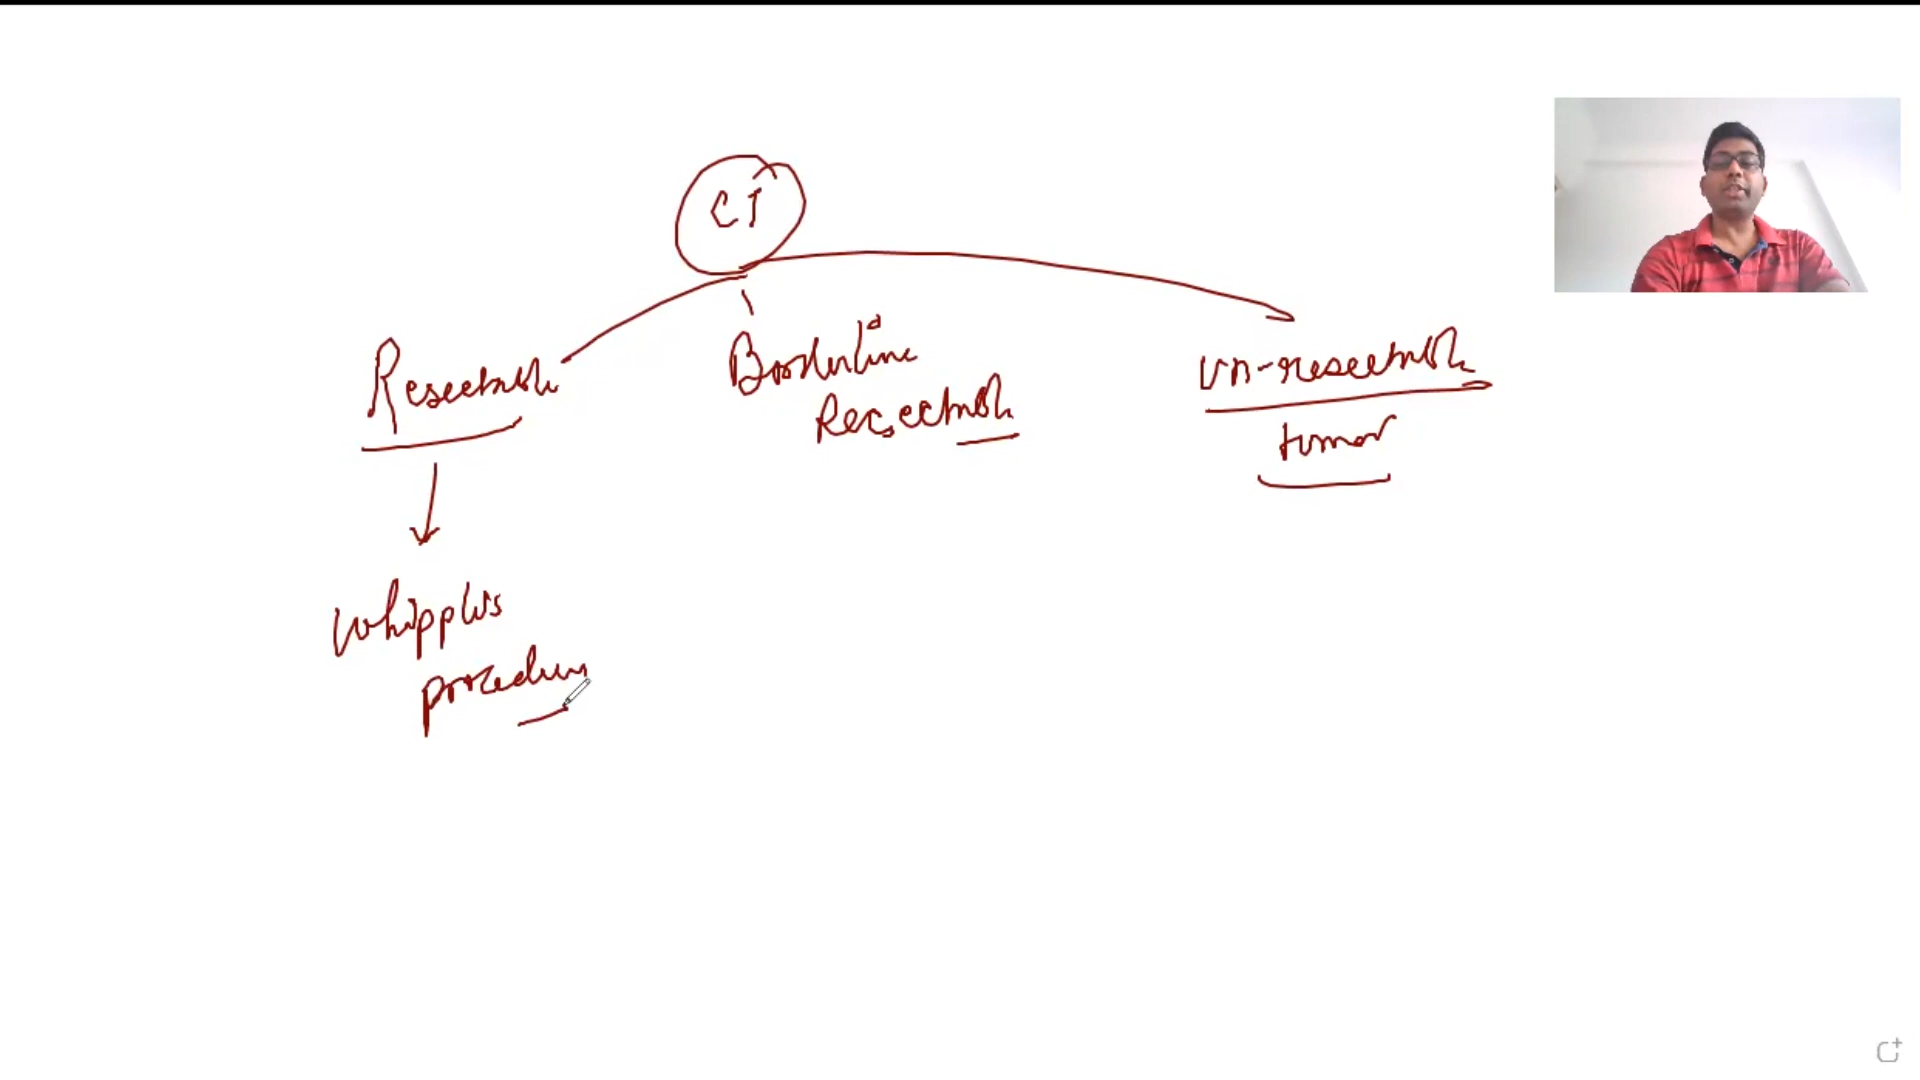 CT
Resectable
Borderline
Resectable
Un-resectable
tumor
Whipple's
procedure